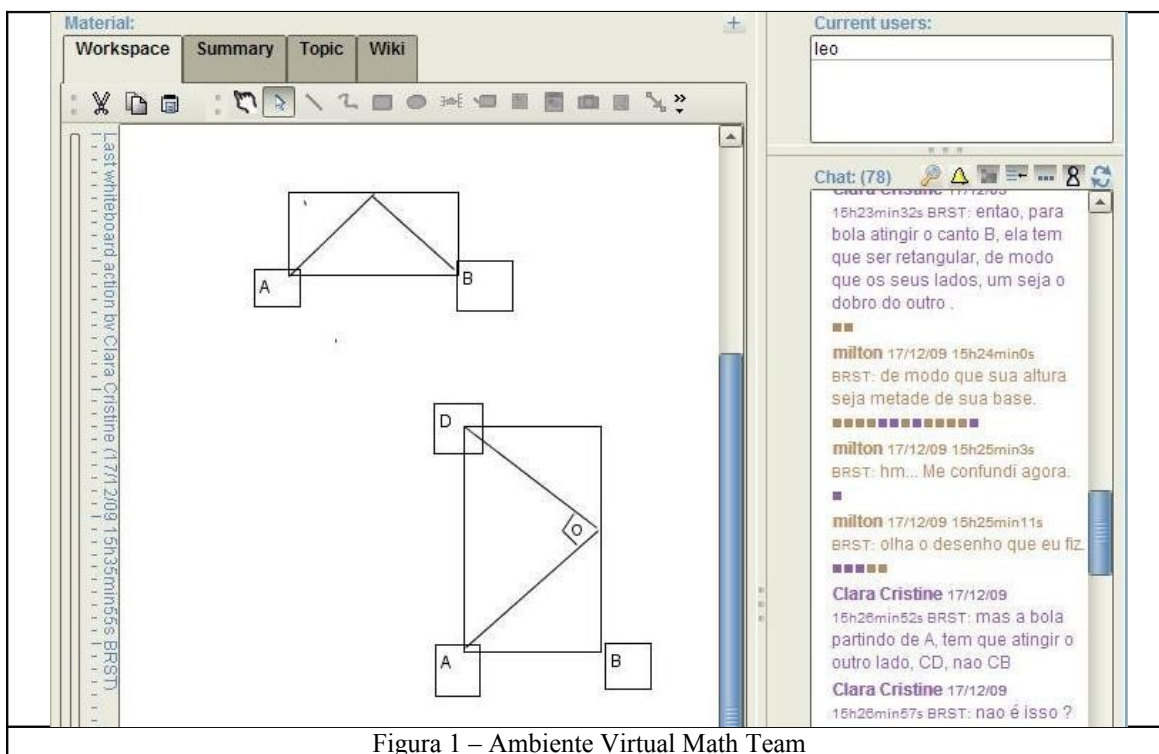 Material:
Workspace Summary Topic Wiki
Last whiteboard action by Clara Cristine (17/12/09 15h35min55s BRST)
A
B
D
O
A
B
Current users:
leo
Chat: (78)
Clara Cristine 17/12/09
15h23min32s BRST: entao, para
bola atingir o canto B, ela tem
que ser retangular, de modo
que os seus lados, um seja o
dobro do outro .
milton 17/12/09 15h24min0s
BRST: de modo que sua altura
seja metade de sua base.
milton 17/12/09 15h25min3s
BRST: hm... Me confundi agora.
milton 17/12/09 15h25min11s
BRST: olha o desenho que eu fiz.
Clara Cristine 17/12/09
15h26min52s BRST: mas a bola
partindo de A, tem que atingir o
outro lado, CD, nao CB
Clara Cristine 17/12/09
15h26min57s BRST: nao é isso ?
Figura 1 – Ambiente Virtual Math Team